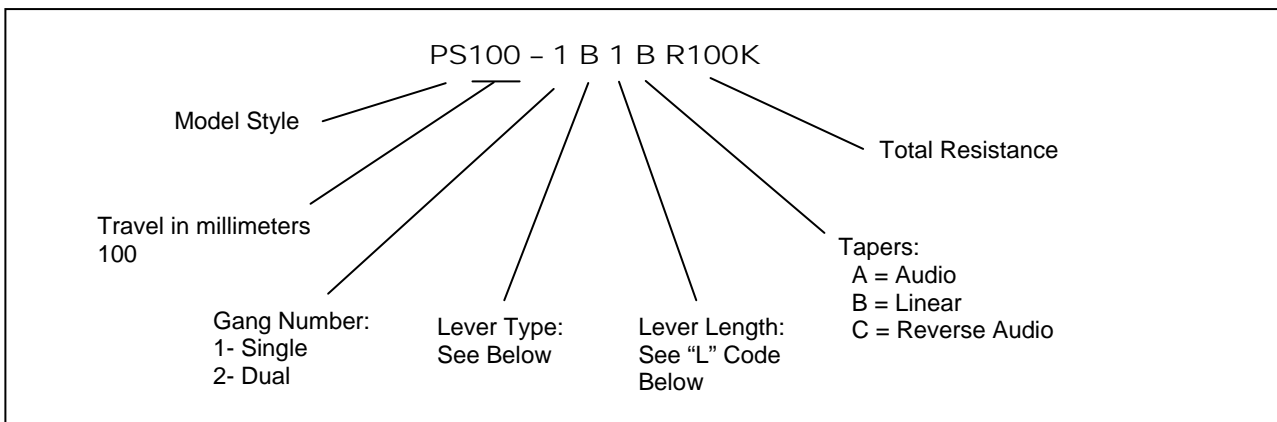 PS100 – 1 B 1 B R100K
Model Style
Total Resistance
Travel in millimeters
100
Gang Number:
1- Single
2- Dual
Lever Type:
See Below
Lever Length:
See “L” Code
Below
Tapers:
A = Audio
B = Linear
C = Reverse Audio